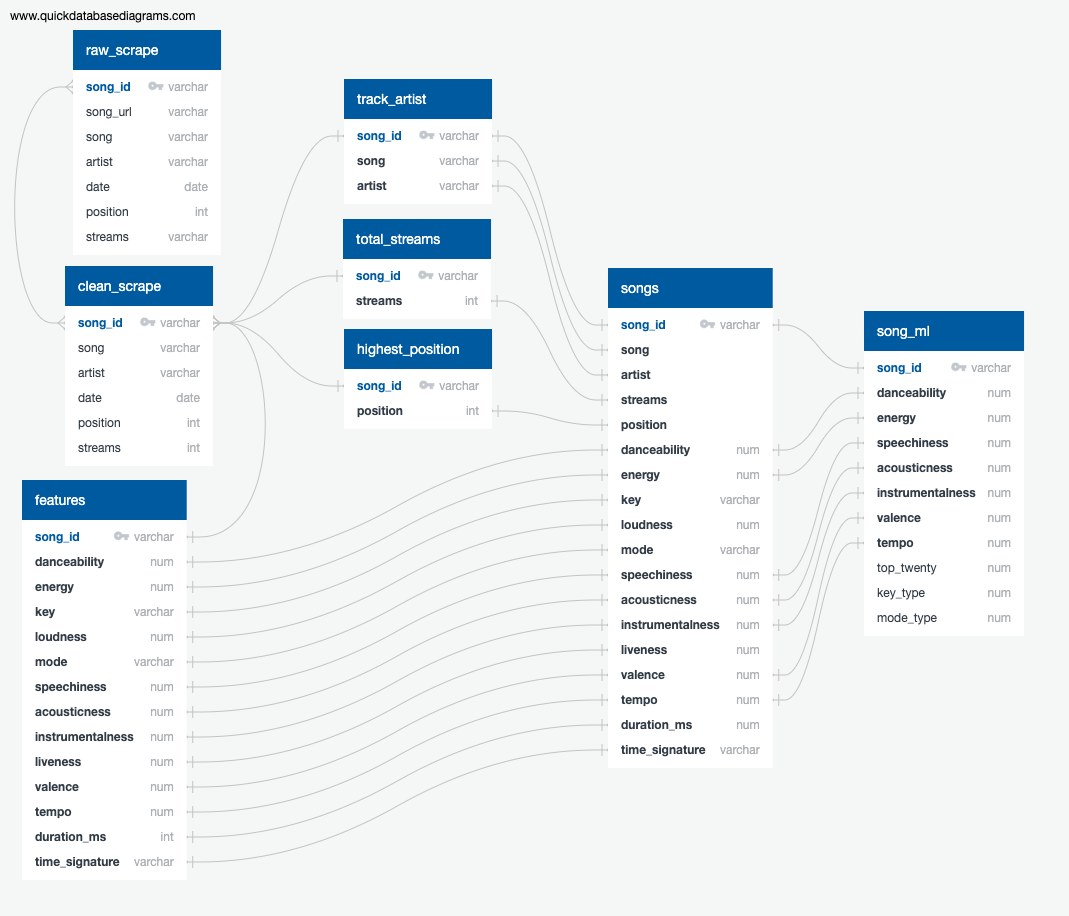 www.quickdatabasediagrams.com
raw_scrape
song_id varchar
song_url varchar
song varchar
artist varchar
date date
position int
streams varchar
clean_scrape
song_id varchar
song varchar
artist varchar
date date
position int
streams int
features
song_id varchar
danceability num
energy num
key varchar
loudness num
mode varchar
speechiness num
acousticness num
instrumentalness num
liveness num
valence num
tempo num
duration_ms int
time_signature varchar
track_artist
song_id varchar
song varchar
artist varchar
total_streams
song_id varchar
streams int
highest_position
song_id varchar
position int
songs
song_id varchar
song
artist
streams
position
danceability num
energy num
key varchar
loudness num
mode varchar
speechiness num
acousticness num
instrumentalness num
liveness num
valence num
tempo num
duration_ms num
time_signature varchar
song_ml
song_id varchar
danceability num
energy num
speechiness num
acousticness num
instrumentalness num
valence num
tempo num
top_twenty num
key_type num
mode_type num